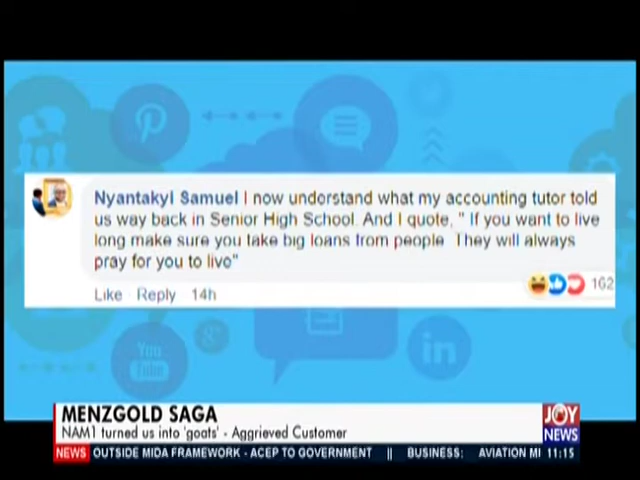 Nyantakyi Samuel I now understand what my accounting tutor told
us way back in Senior High School. And I quote, " If you want to live
long make sure you take big loans from people They will always
pray for you to live"
Like Reply 14h
162
You
Tube
g+
in
MENZGOLD SAGA
NAM1 turned us into 'goats' - Aggrieved Customer
JOY
NEWS
NEWS OUTSIDE MIDA FRAMEWORK - ACEP TO GOVERNMENT || BUSINESS: AVIATION MI 11:15